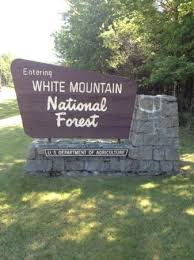 Entering
WHITE MOUNTAIN
National
Forest
U.S. DEPARTMENT OF AGRICULTURE